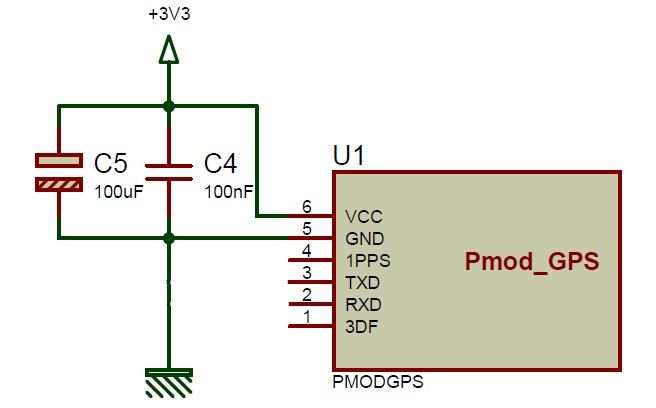 +3V3
C5
100uF
C4
100nF
U1
6 VCC
5 GND
4 1PPS
3 TXD
2 RXD
1 3DF
Pmod_GPS
PMODGPS